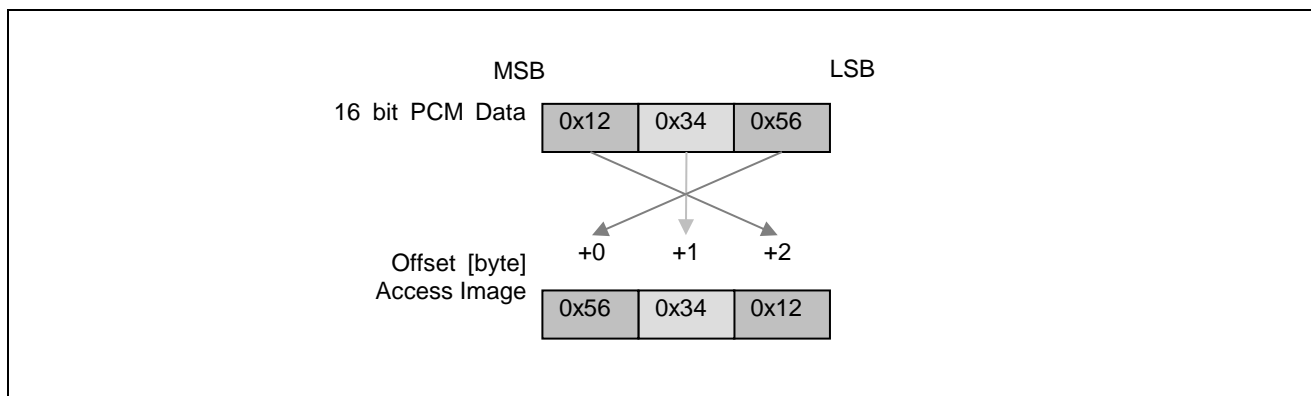 MSB LSB
16 bit PCM Data 0x12 0x34 0x56
+0 +1 +2
Offset [byte]
Access Image
0x56 0x34 0x12